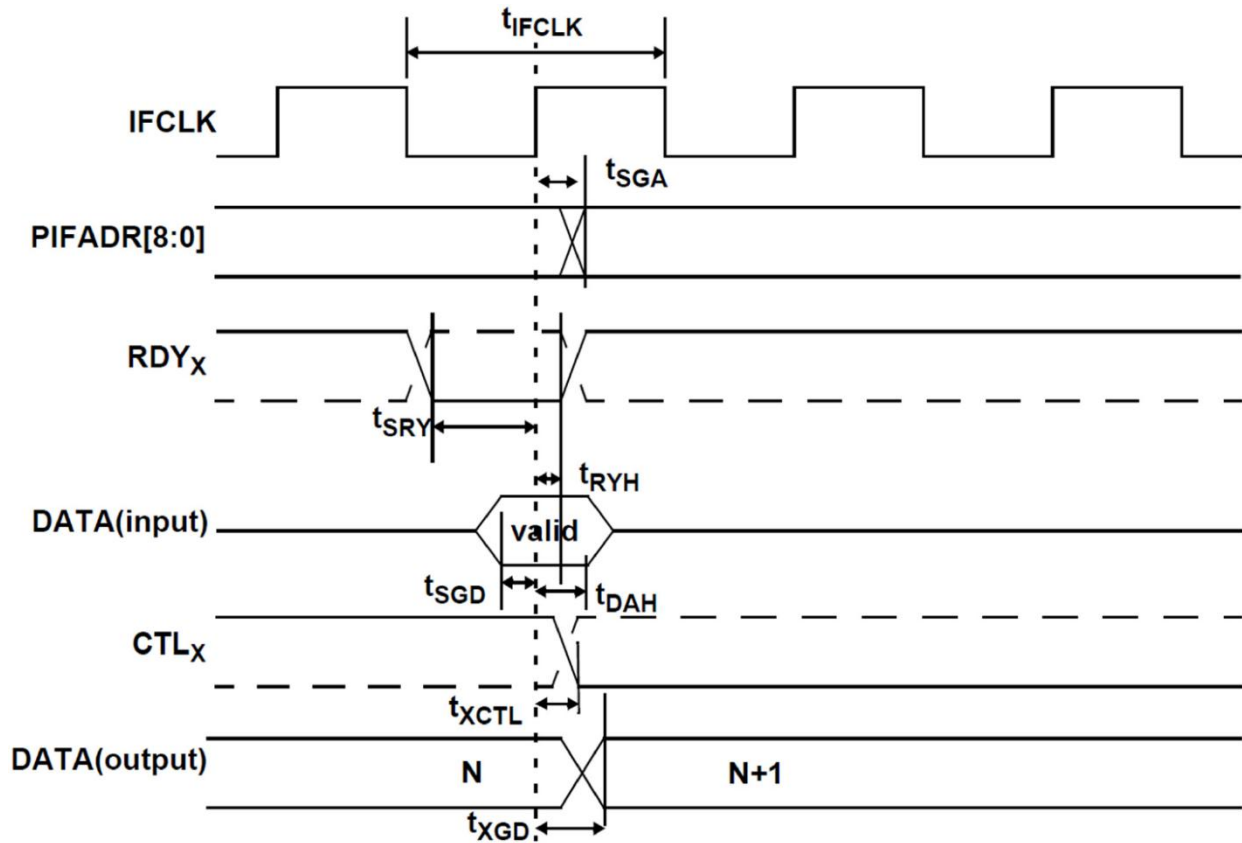 tIFCLK
IFCLK
tSGA
PIFADR[8:0]
RDYX
tSRY
tRYH
DATA(input)
valid
tSGD
tDAH
CTLX
tXCTL
DATA(output)
N
N+1
tXGD